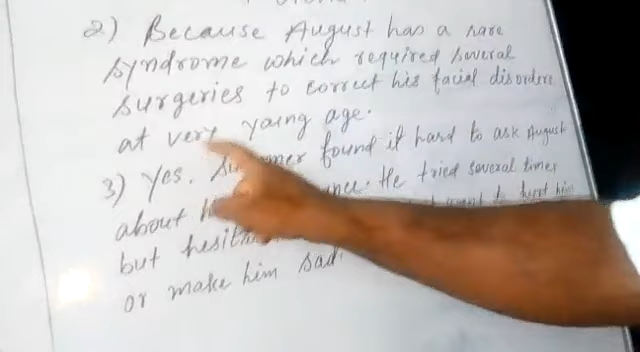 2) Because August has a rare
syndrome which required several
surgeries to correct his facial disorders
at very young age.
3) Yes. found it hard to ask August
about He tried several times
but him
or make him sad.